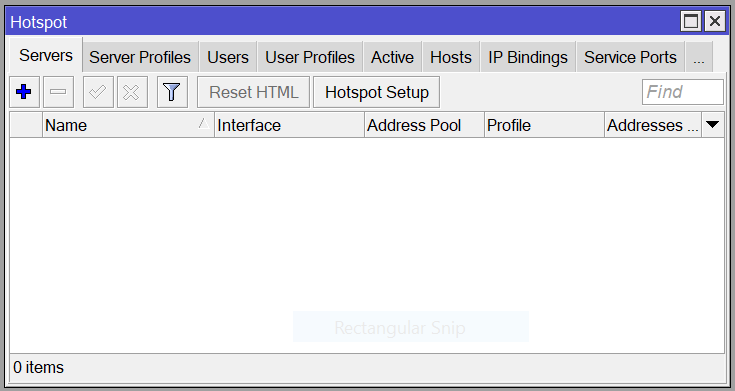 Hotspot
Servers Server Profiles Users User Profiles Active Hosts IP Bindings Service Ports ...
Reset HTML Hotspot Setup Find
Name Interface Address Pool Profile Addresses ...
Rectangular Snip
0 items